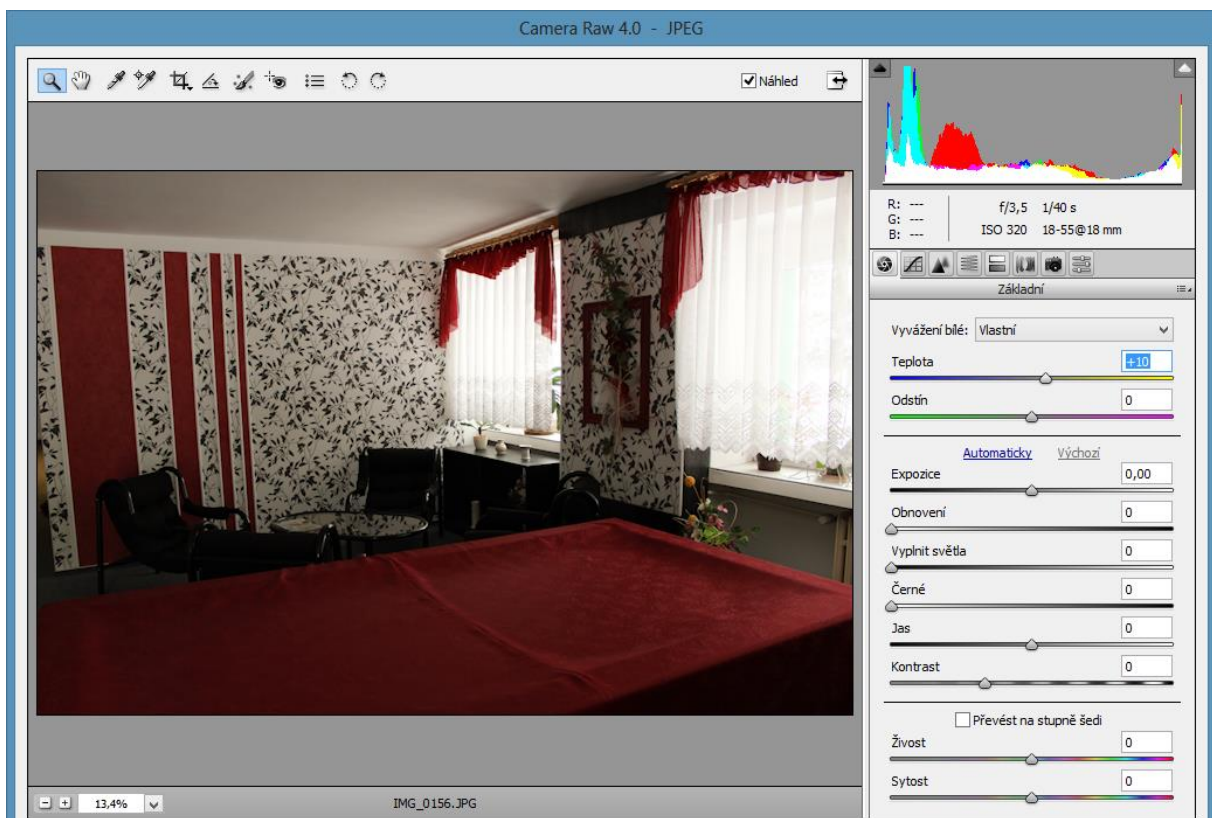 Camera Raw 4.0 - JPEG
Náhled
R: ---
G: ---
B: ---
f/3,5 1/40 s
ISO 320 18-55@18 mm
Základní
Vyvážení bílé: Vlastní
Teplota +10
Odstín 0
Automaticky Výchozí
Expozice 0,00
Obnovení 0
Vyplnit světla 0
Černé 0
Jas 0
Kontrast 0
Převést na stupně šedi
Živost 0
Sytost 0
13,4%
IMG_0156.JPG